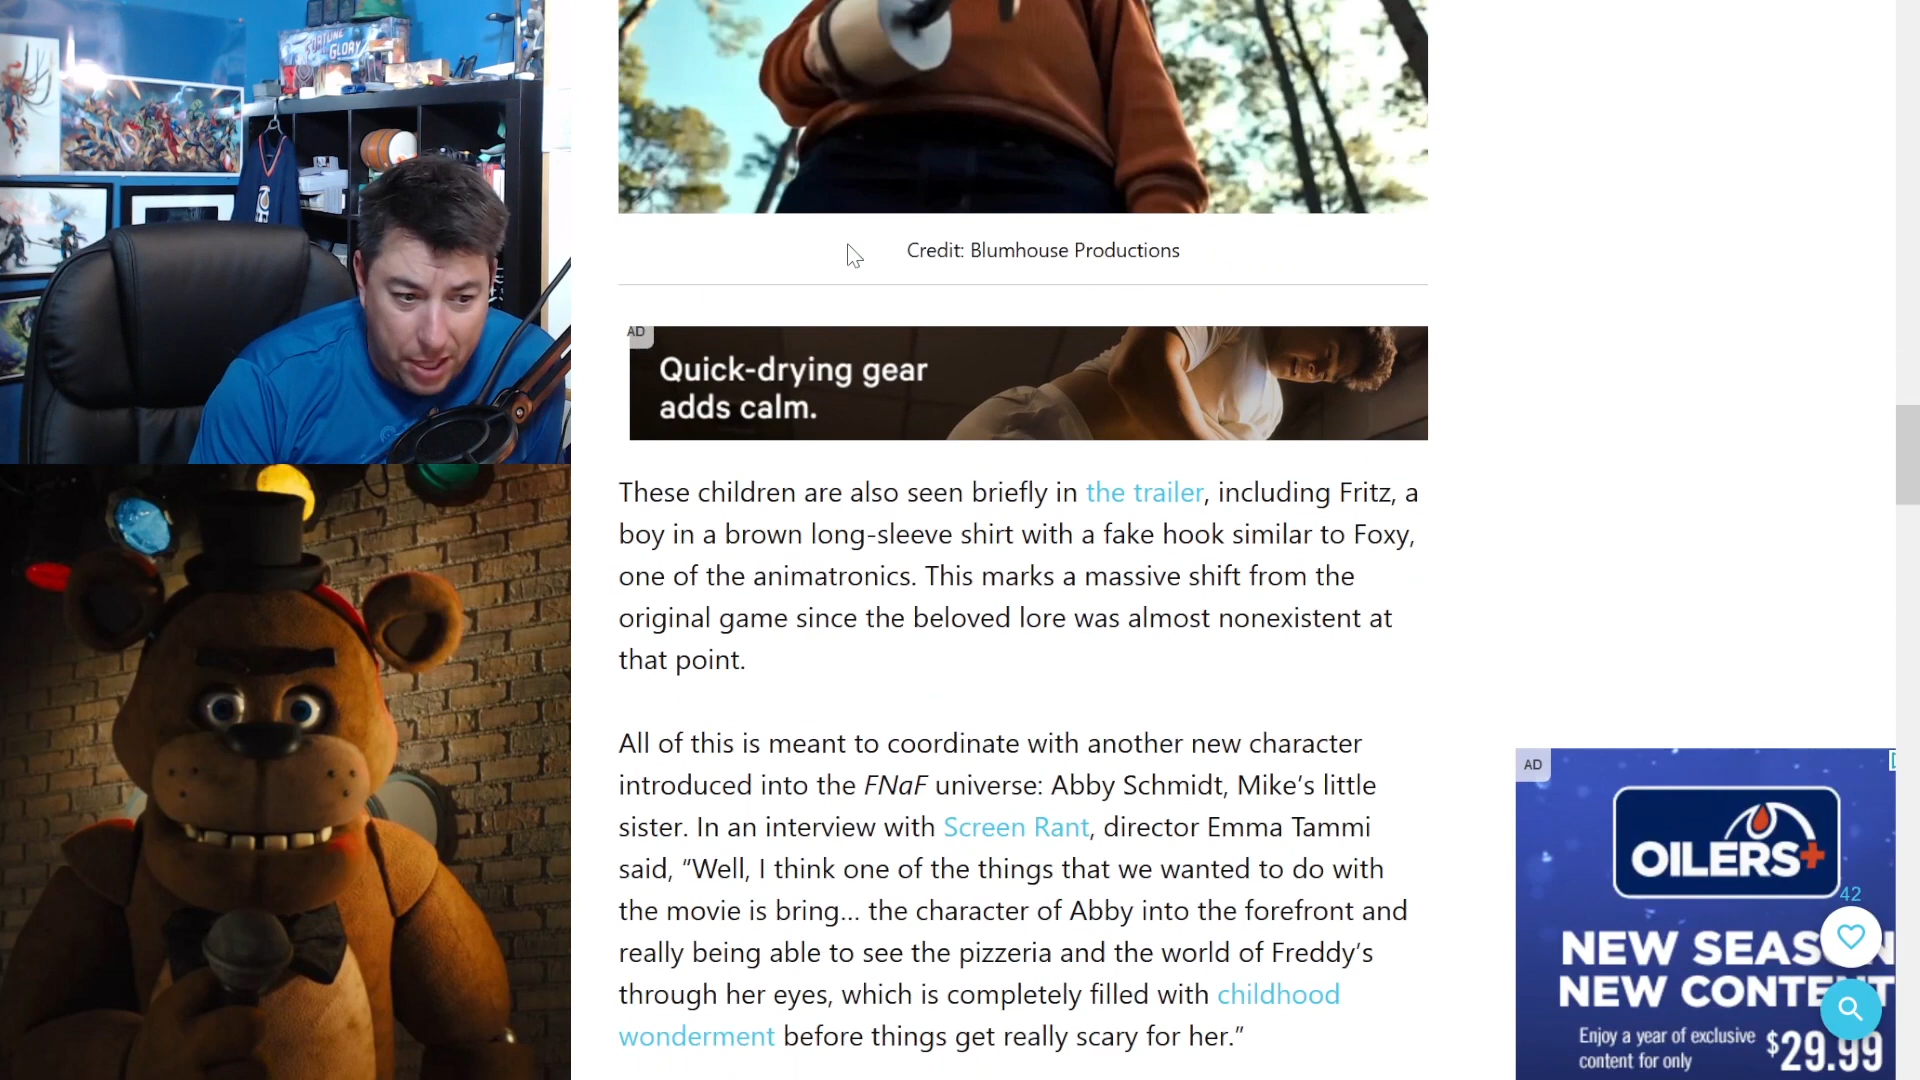 FORTUNE
GLORY
Credit: Blumhouse Productions
AD
Quick-drying gear
adds calm.
These children are also seen briefly in the trailer, including Fritz, a
boy in a brown long-sleeve shirt with a fake hook similar to Foxy,
one of the animatronics. This marks a massive shift from the
original game since the beloved lore was almost nonexistent at
that point.
All of this is meant to coordinate with another new character
introduced into the FNaF universe: Abby Schmidt, Mike’s little
sister. In an interview with Screen Rant, director Emma Tammi
said, “Well, I think one of the things that we wanted to do with
the movie is bring… the character of Abby into the forefront and
really being able to see the pizzeria and the world of Freddy’s
through her eyes, which is completely filled with childhood
wonderment before things get really scary for her.”
AD
OILERS+
42
NEW SEAS N
NEW CONTENT
Enjoy a year of exclusive
content for only
$29.99